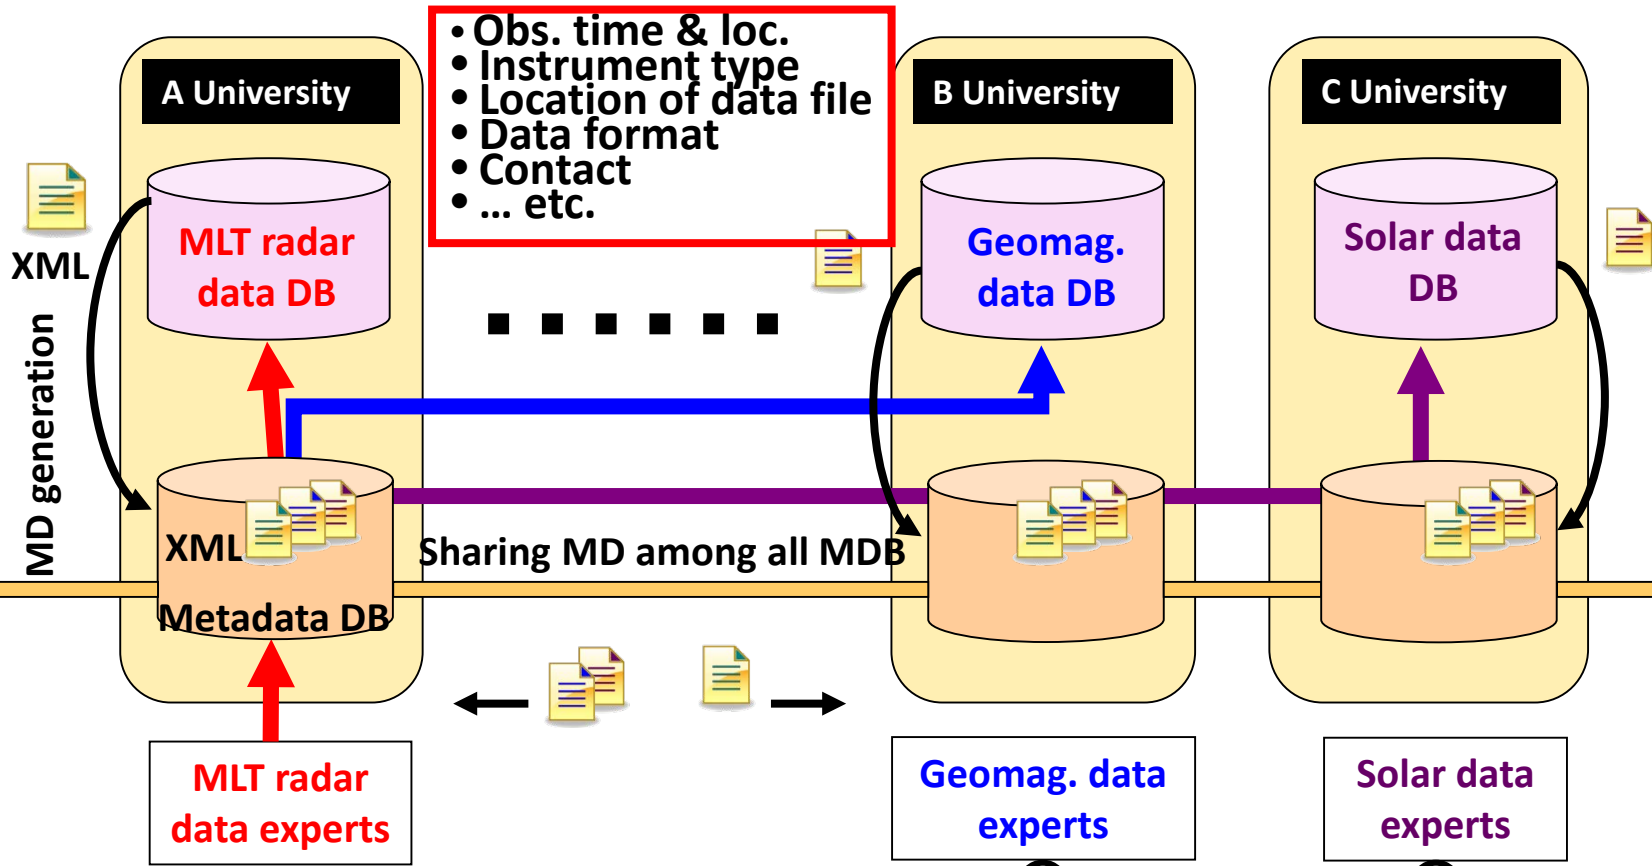 • Obs. time & loc.
• Instrument type
• Location of data file
• Data format
• Contact
• ... etc.
A University
B University
C University
XML
MLT radar
data DB
Geomag.
data DB
Solar data
DB
MD generation
XML
Sharing MD among all MDB
Metadata DB
MLT radar
data experts
Geomag. data
experts
Solar data
experts